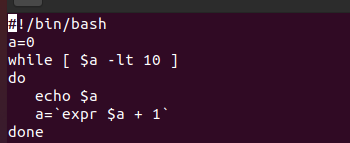 #!/bin/bash
a=0
while [ $a -lt 10 ]
do
   echo $a
   a=`expr $a + 1`
done